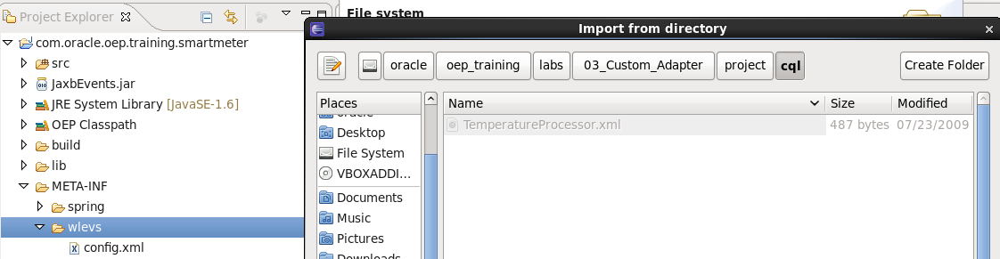 Project Explorer
com.oracle.oep.training.smartmeter
src
JaxbEvents.jar
JRE System Library [JavaSE-1.6]
OEP Classpath
build
lib
META-INF
spring
wlevs
config.xml
File system
Import from directory
oracle oep_training labs 03_Custom_Adapter project cql Create Folder
Places
oracle
Desktop
File System
VBOXADDI...
Documents
Music
Pictures
Downloads
Name Size Modified
TemperatureProcessor.xml 487 bytes 07/23/2009